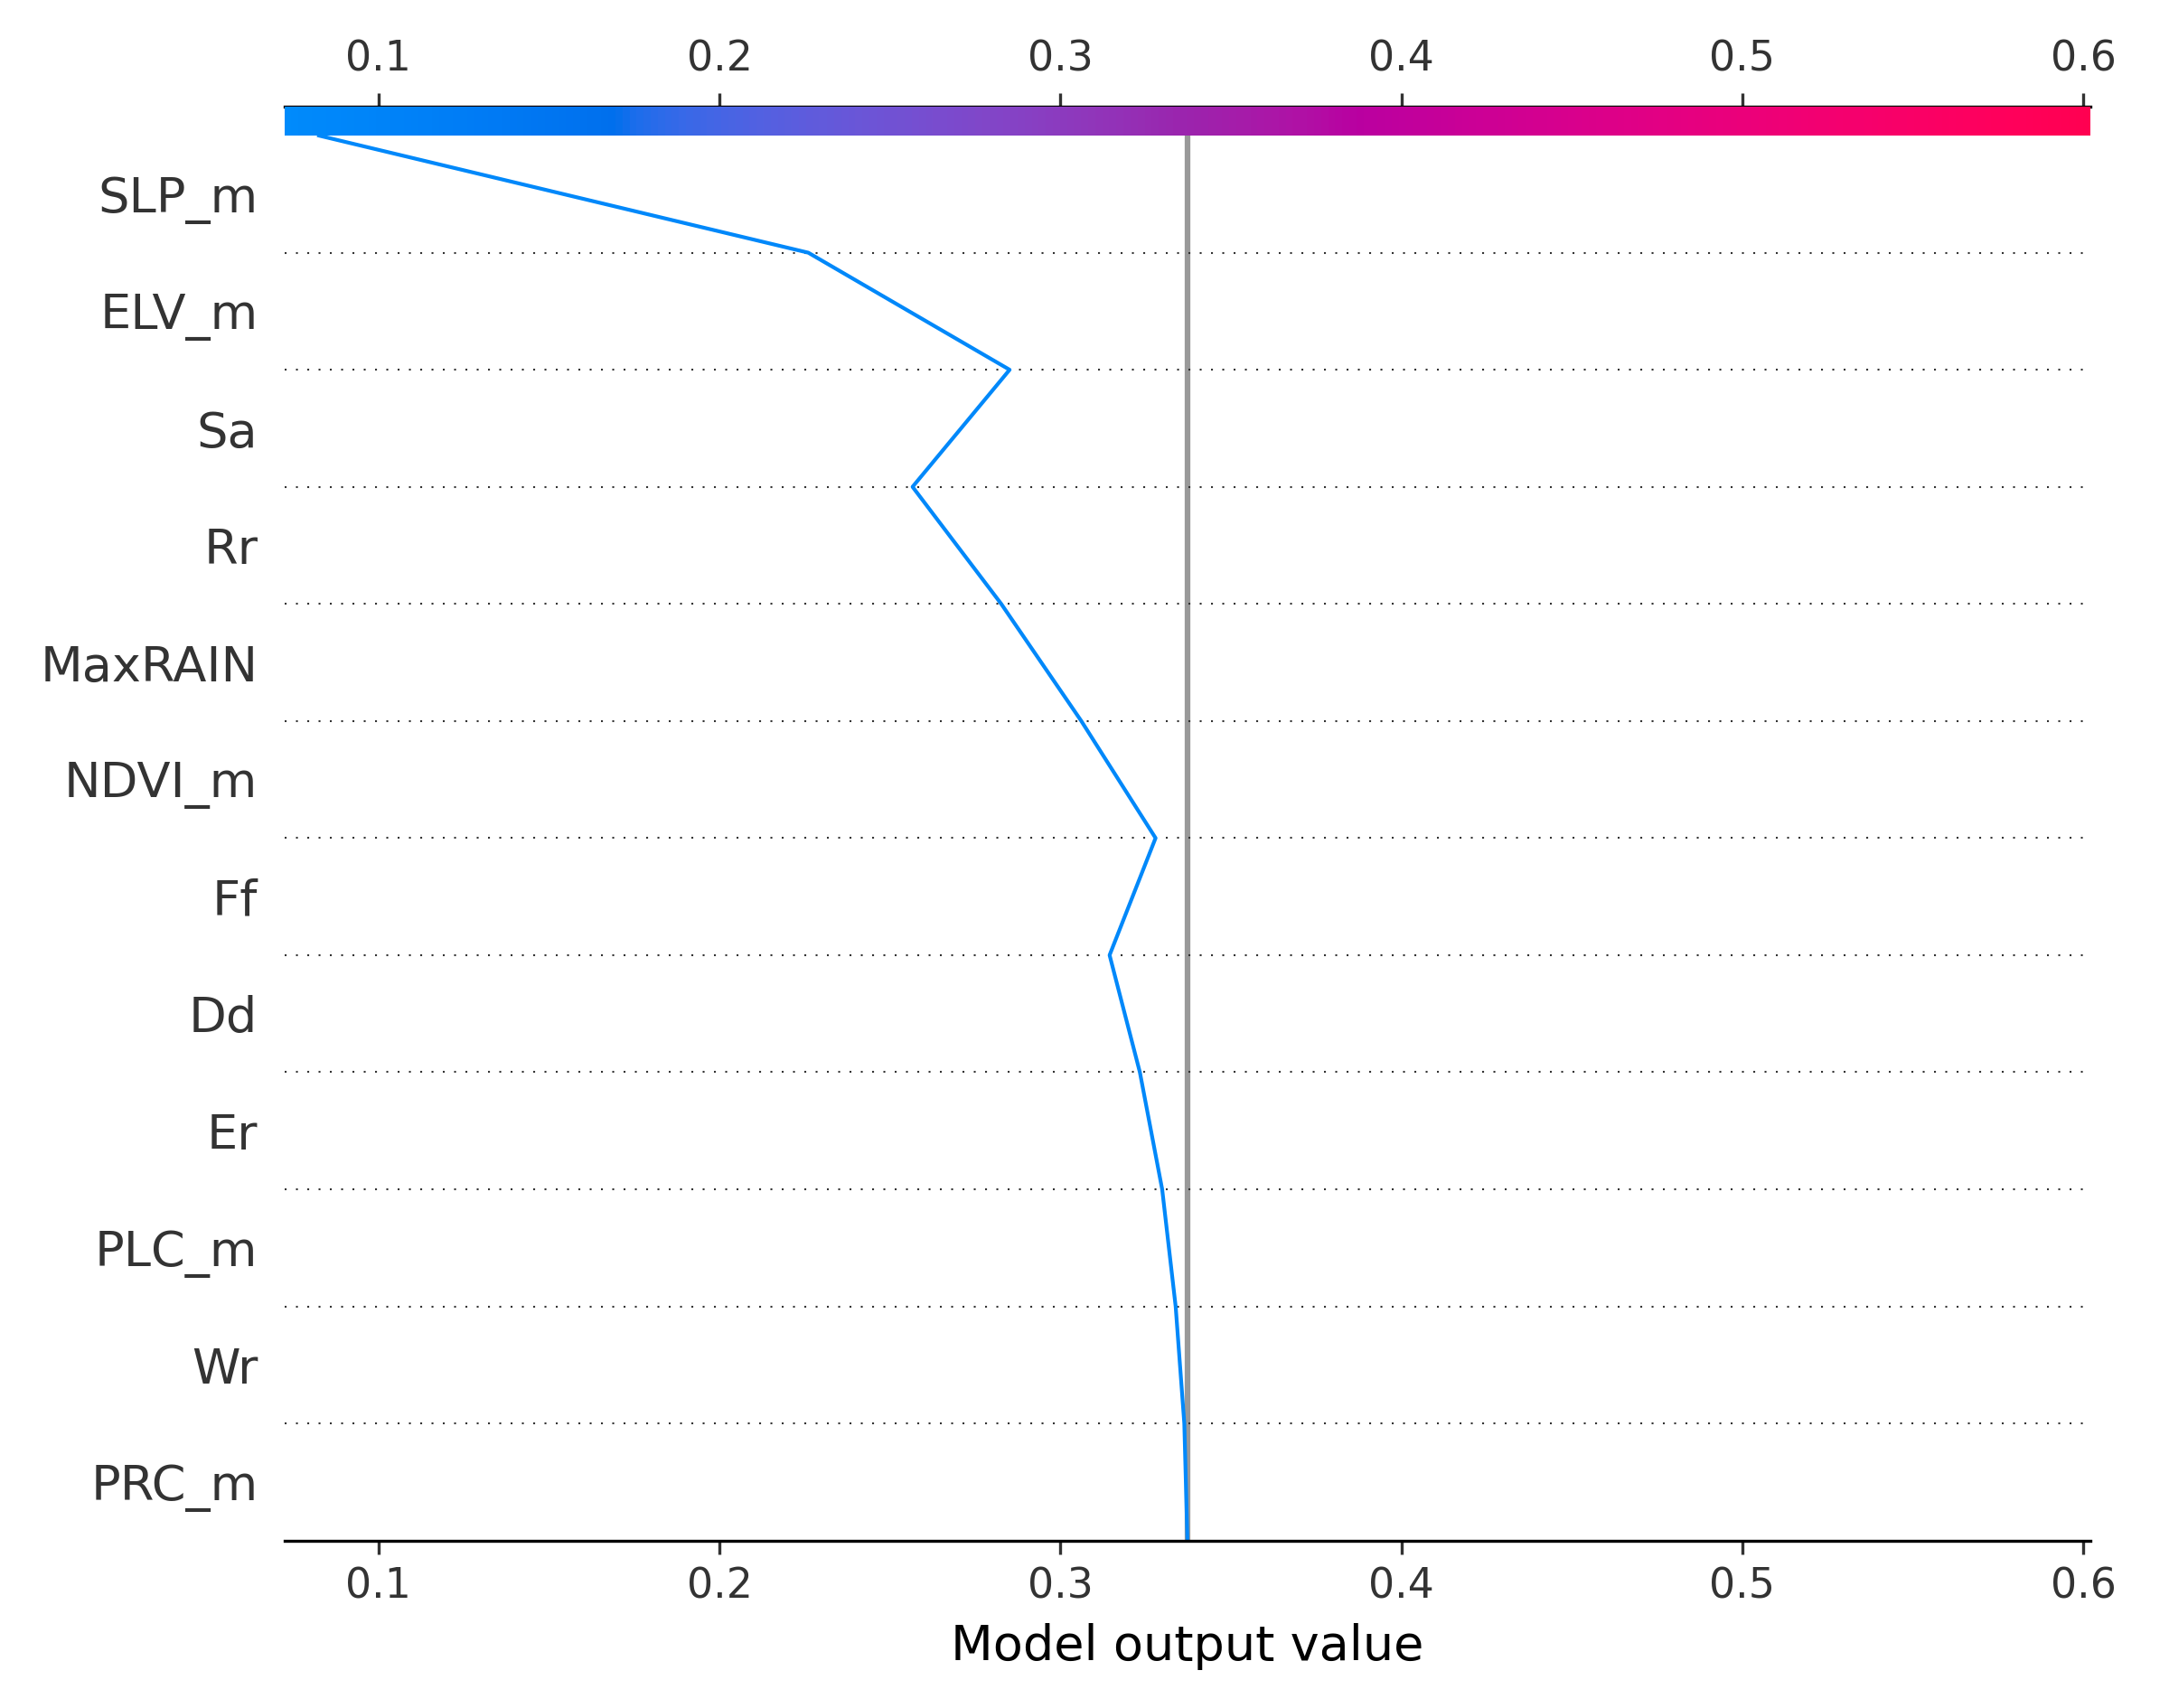 0.1 0.2 0.3 0.4 0.5 0.6
SLP_m
ELV_m
Sa
Rr
MaxRAIN
NDVI_m
Ff
Dd
Er
PLC_m
Wr
PRC_m
0.1 0.2 0.3 0.4 0.5 0.6
Model output value